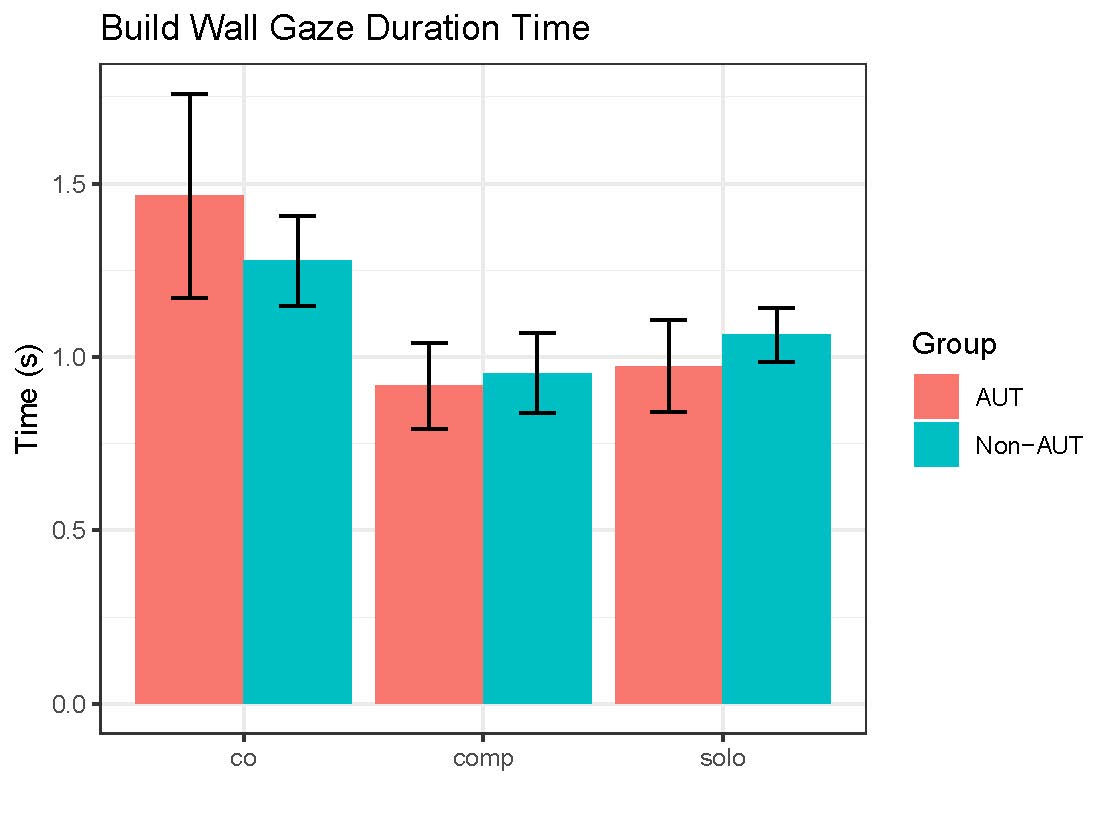 Build Wall Gaze Duration Time
Time (s)
1.5
1.0
0.5
0.0
co
comp
solo
Group
AUT
Non−AUT